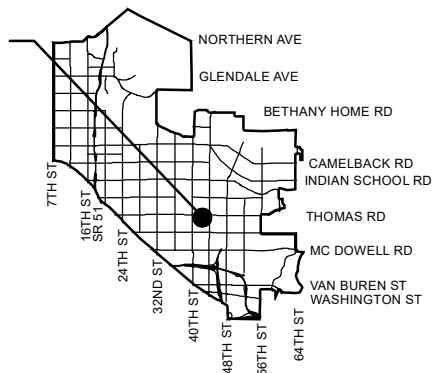 NORTHERN AVE
GLENDALE AVE
BETHANY HOME RD
CAMELBACK RD
INDIAN SCHOOL RD
THOMAS RD
MC DOWELL RD
VAN BUREN ST
WASHINGTON ST
7TH ST
16TH ST
SR 51
24TH ST
32ND ST
40TH ST
48TH ST
56TH ST
64TH ST